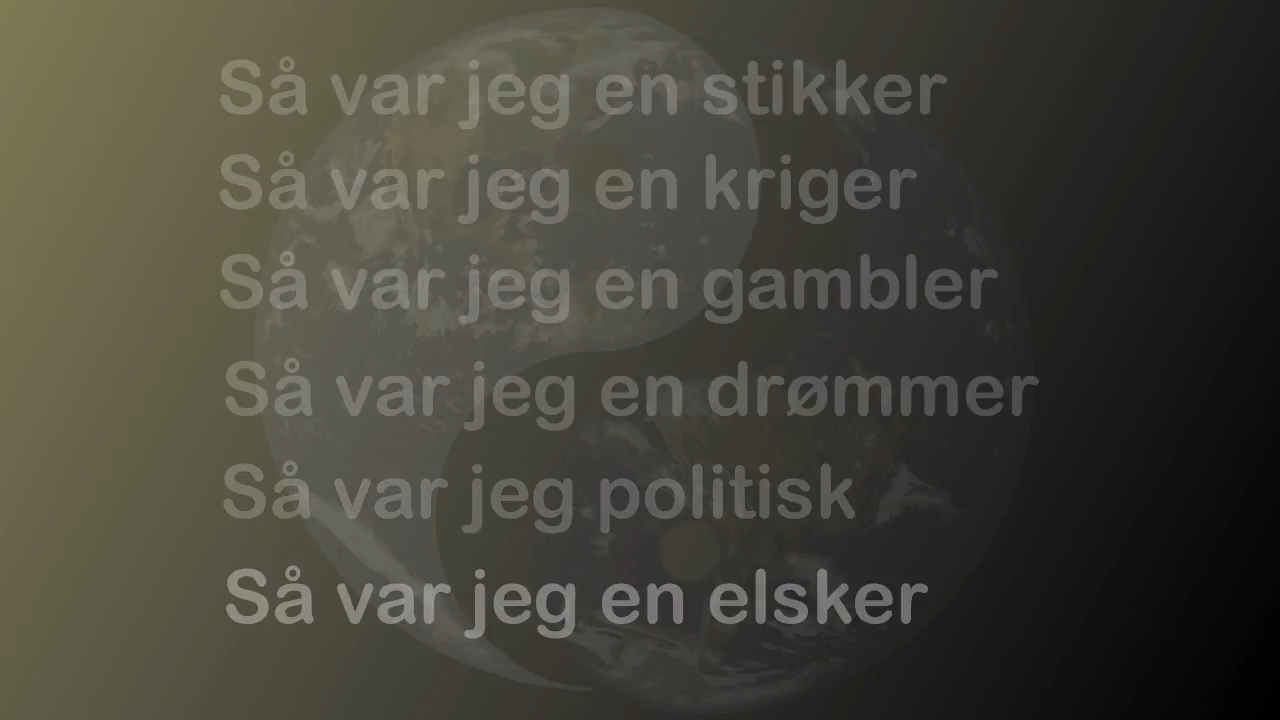 Så var jeg en stikker
Så var jeg en kriger
Så var jeg en gambler
Så var jeg en drømmer
Så var jeg politisk
Så var jeg en elsker